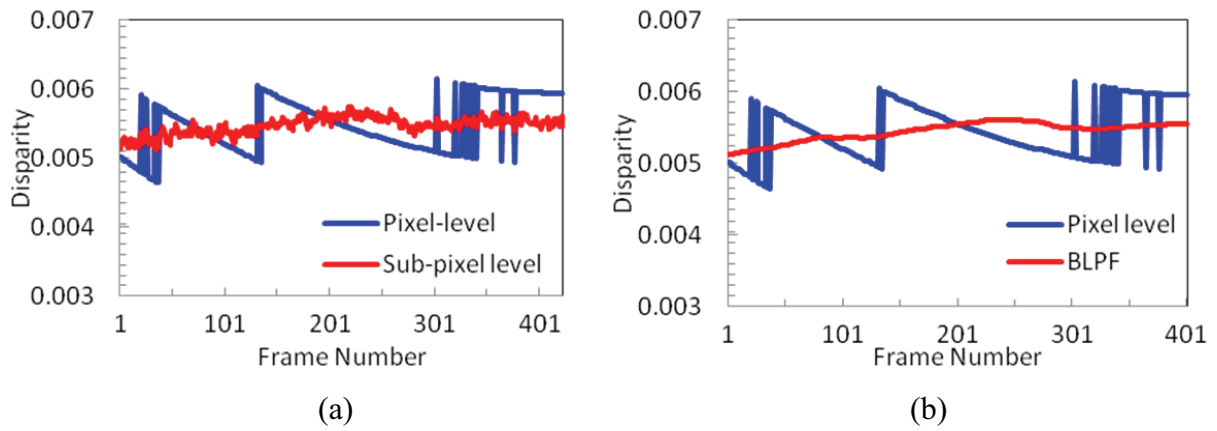 0.007
0.006
0.005
0.004
0.003
Disparity
Pixel-level
Sub-pixel level
1 101 201 301 401
Frame Number
(a)
0.007
0.006
0.005
0.004
0.003
Disparity
Pixel level
BLPF
1 101 201 301 401
Frame Number
(b)